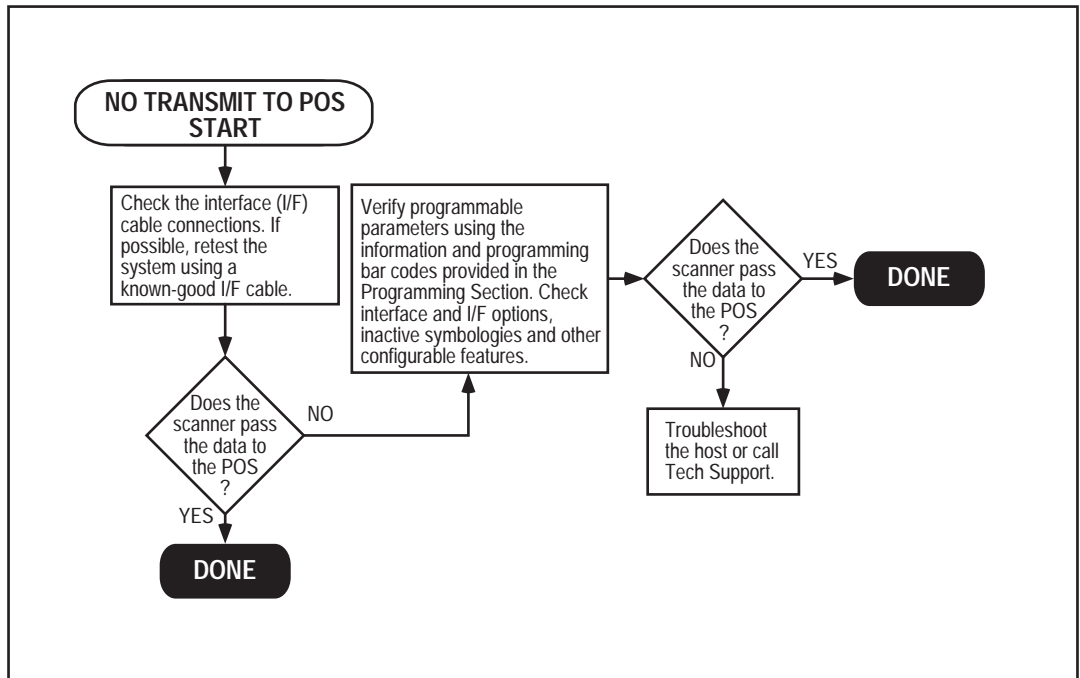 NO TRANSMIT TO POS
START
Check the interface (I/F)
cable connections. If
possible, retest the
system using a
known-good I/F cable.
Does the
scanner pass
the data to
the POS
?
NO
YES
DONE
Verify programmable
parameters using the
information and programming
bar codes provided in the
Programming Section. Check
interface and I/F options,
inactive symbologies and other
configurable features.
Does the
scanner pass
the data to
the POS
?
YES
DONE
NO
Troubleshoot
the host or call
Tech Support.